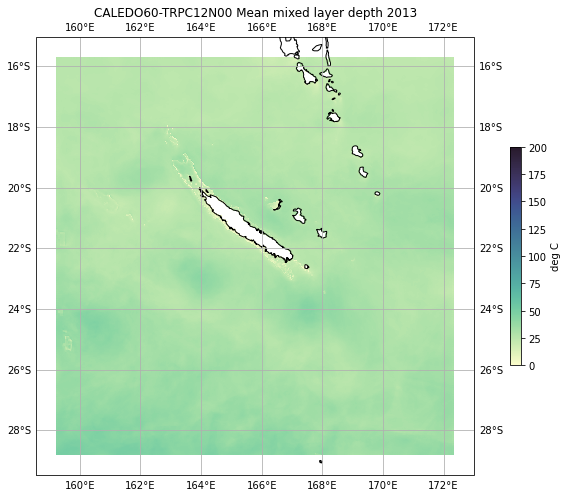 CALEDO60-TRPC12N00 Mean mixed layer depth 2013
160°E 162°E 164°E 166°E 168°E 170°E 172°E
16°S 16°S
18°S 18°S
20°S 20°S
22°S 22°S
24°S 24°S
26°S 26°S
28°S 28°S
160°E 162°E 164°E 166°E 168°E 170°E 172°E
200
175
150
125
100
75
50
25
0
deg C